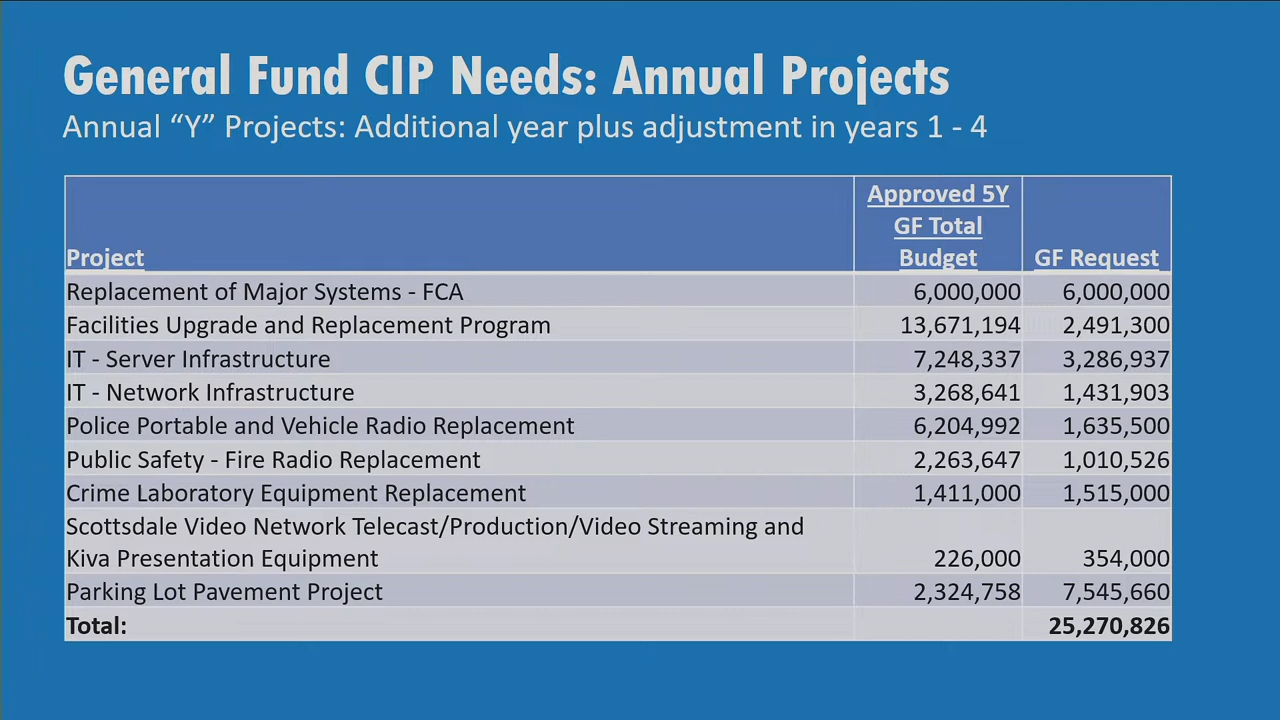 General Fund CIP Needs: Annual Projects
Annual “Y” Projects: Additional year plus adjustment in years 1 - 4
Project Approved 5Y GF Total Budget GF Request
Replacement of Major Systems - FCA 6,000,000 6,000,000
Facilities Upgrade and Replacement Program 13,671,194 2,491,300
IT - Server Infrastructure 7,248,337 3,286,937
IT - Network Infrastructure 3,268,641 1,431,903
Police Portable and Vehicle Radio Replacement 6,204,992 1,635,500
Public Safety - Fire Radio Replacement 2,263,647 1,010,526
Crime Laboratory Equipment Replacement 1,411,000 1,515,000
Scottsdale Video Network Telecast/Production/Video Streaming and
Kiva Presentation Equipment 226,000 354,000
Parking Lot Pavement Project 2,324,758 7,545,660
Total: 25,270,826